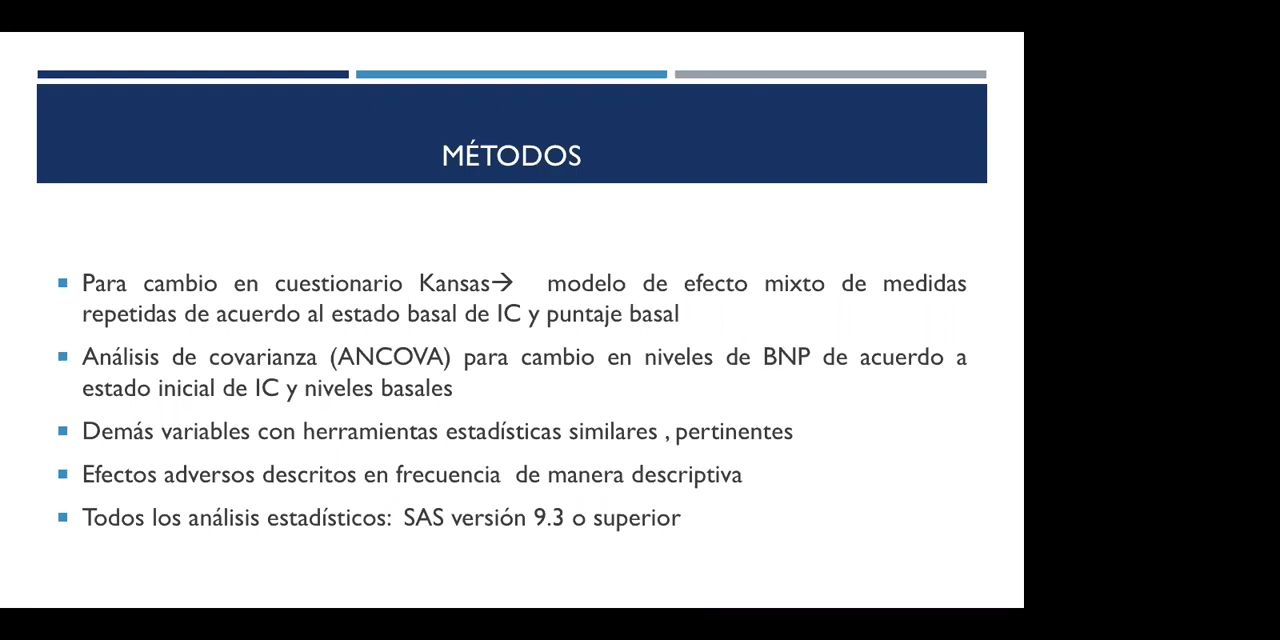 MÉTODOS
Para cambio en cuestionario Kansas→ modelo de efecto mixto de medidas
repetidas de acuerdo al estado basal de IC y puntaje basal
Análisis de covarianza (ANCOVA) para cambio en niveles de BNP de acuerdo a
estado inicial de IC y niveles basales
Demás variables con herramientas estadísticas similares , pertinentes
Efectos adversos descritos en frecuencia de manera descriptiva
Todos los análisis estadísticos: SAS versión 9.3 o superior